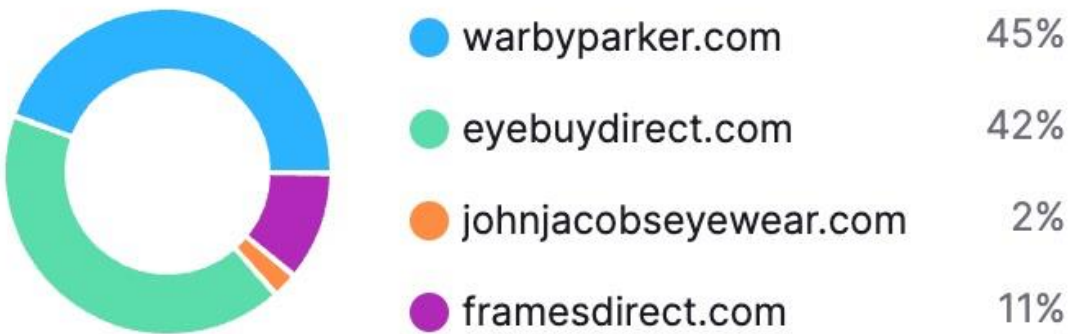 warbyparker.com 45%
eyebuydirect.com 42%
johnjacobseyewear.com 2%
framesdirect.com 11%